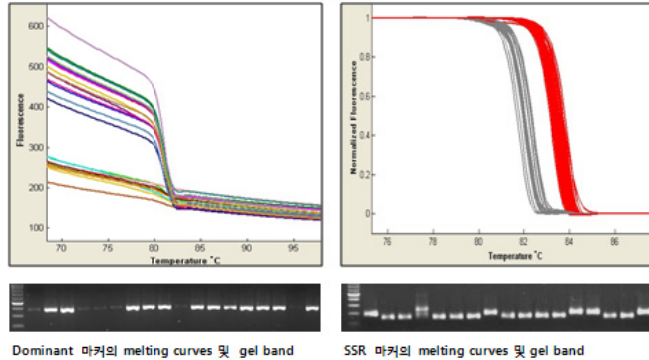 600
500
400
300
200
100
Fluorescence
70 75 80 85 90 95
Temperature °C
1
0.8
0.6
0.4
0.2
0
Normalized Fluorescence
76 78 80 82 84 86
Temperature °C
Dominant 마커의 melting curves 및 gel band
SSR 마커의 melting curves 및 gel band